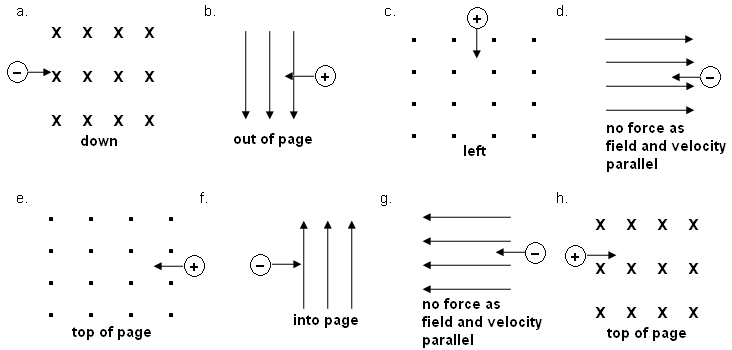 a.
X X X X
− X X X X
X X X X
down
b.
+
out of page
c.
+
left
d.
−
no force as
field and velocity
parallel
e.
+
top of page
f.
−
into page
g.
−
no force as
field and velocity
parallel
h.
X X X X
+ X X X X
X X X X
top of page